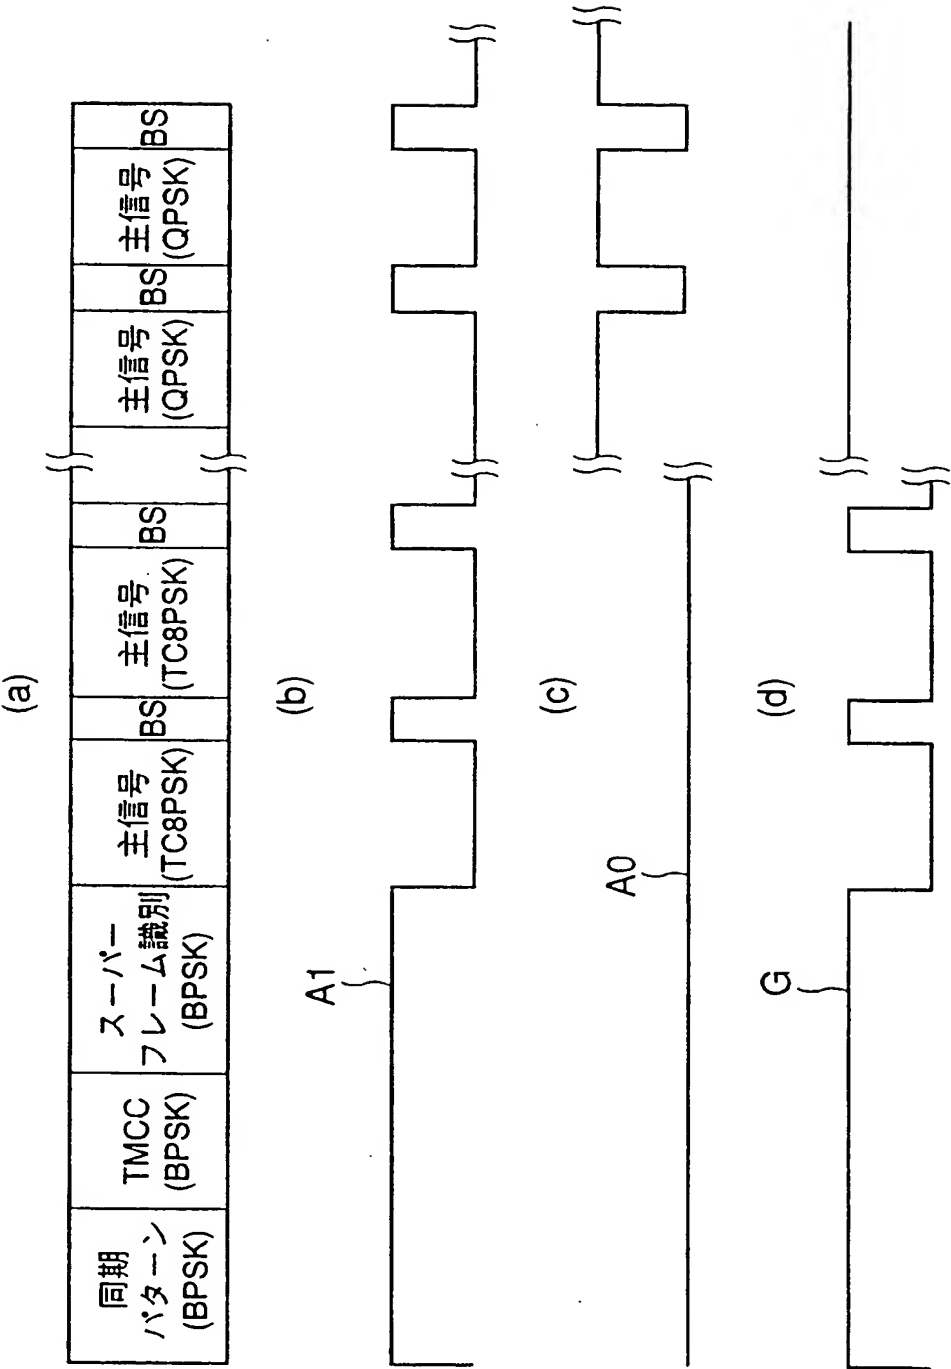 (a)
同期
パターン
(BPSK)
TMCC
(BPSK)
スーパー
フレーム識別
(BPSK)
主信号
(TC8PSK)
BS
主信号
(TC8PSK)
BS
主信号
(QPSK)
BS
主信号
(QPSK)
BS
(b)
A1
(c)
A0
(d)
G